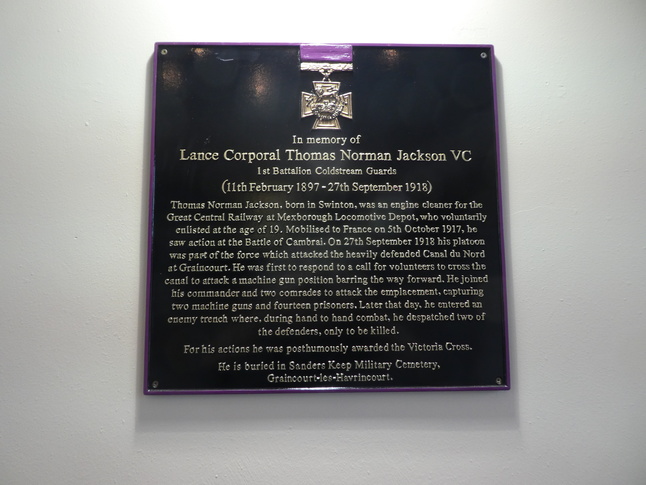 In memory of
Lance Corporal Thomas Norman Jackson VC
1st Battalion Coldstream Guards
(11th February 1897 - 27th September 1918)
Thomas Norman Jackson, born in Swinton, was an engine cleaner for the
Great Central Railway at Mexborough Locomotive Depot, who voluntarily
enlisted at the age of 19. Mobilised to France on 5th October 1917, he
saw action at the Battle of Cambrai. On 27th September 1918 his platoon
was part of the force which attacked the heavily defended Canal du Nord
at Graincourt. He was first to respond to a call for volunteers to cross the
canal to attack a machine gun position barring the way forward. He joined
his commander and two comrades to attack the emplacement, capturing
two machine guns and fourteen prisoners. Later that day, he entered an
enemy trench where, during hand to hand combat, he despatched two of
the defenders, only to be killed.
For his actions he was posthumously awarded the Victoria Cross.
He is buried in Sanders Keep Military Cemetery,
Graincourt-les-Havrincourt.